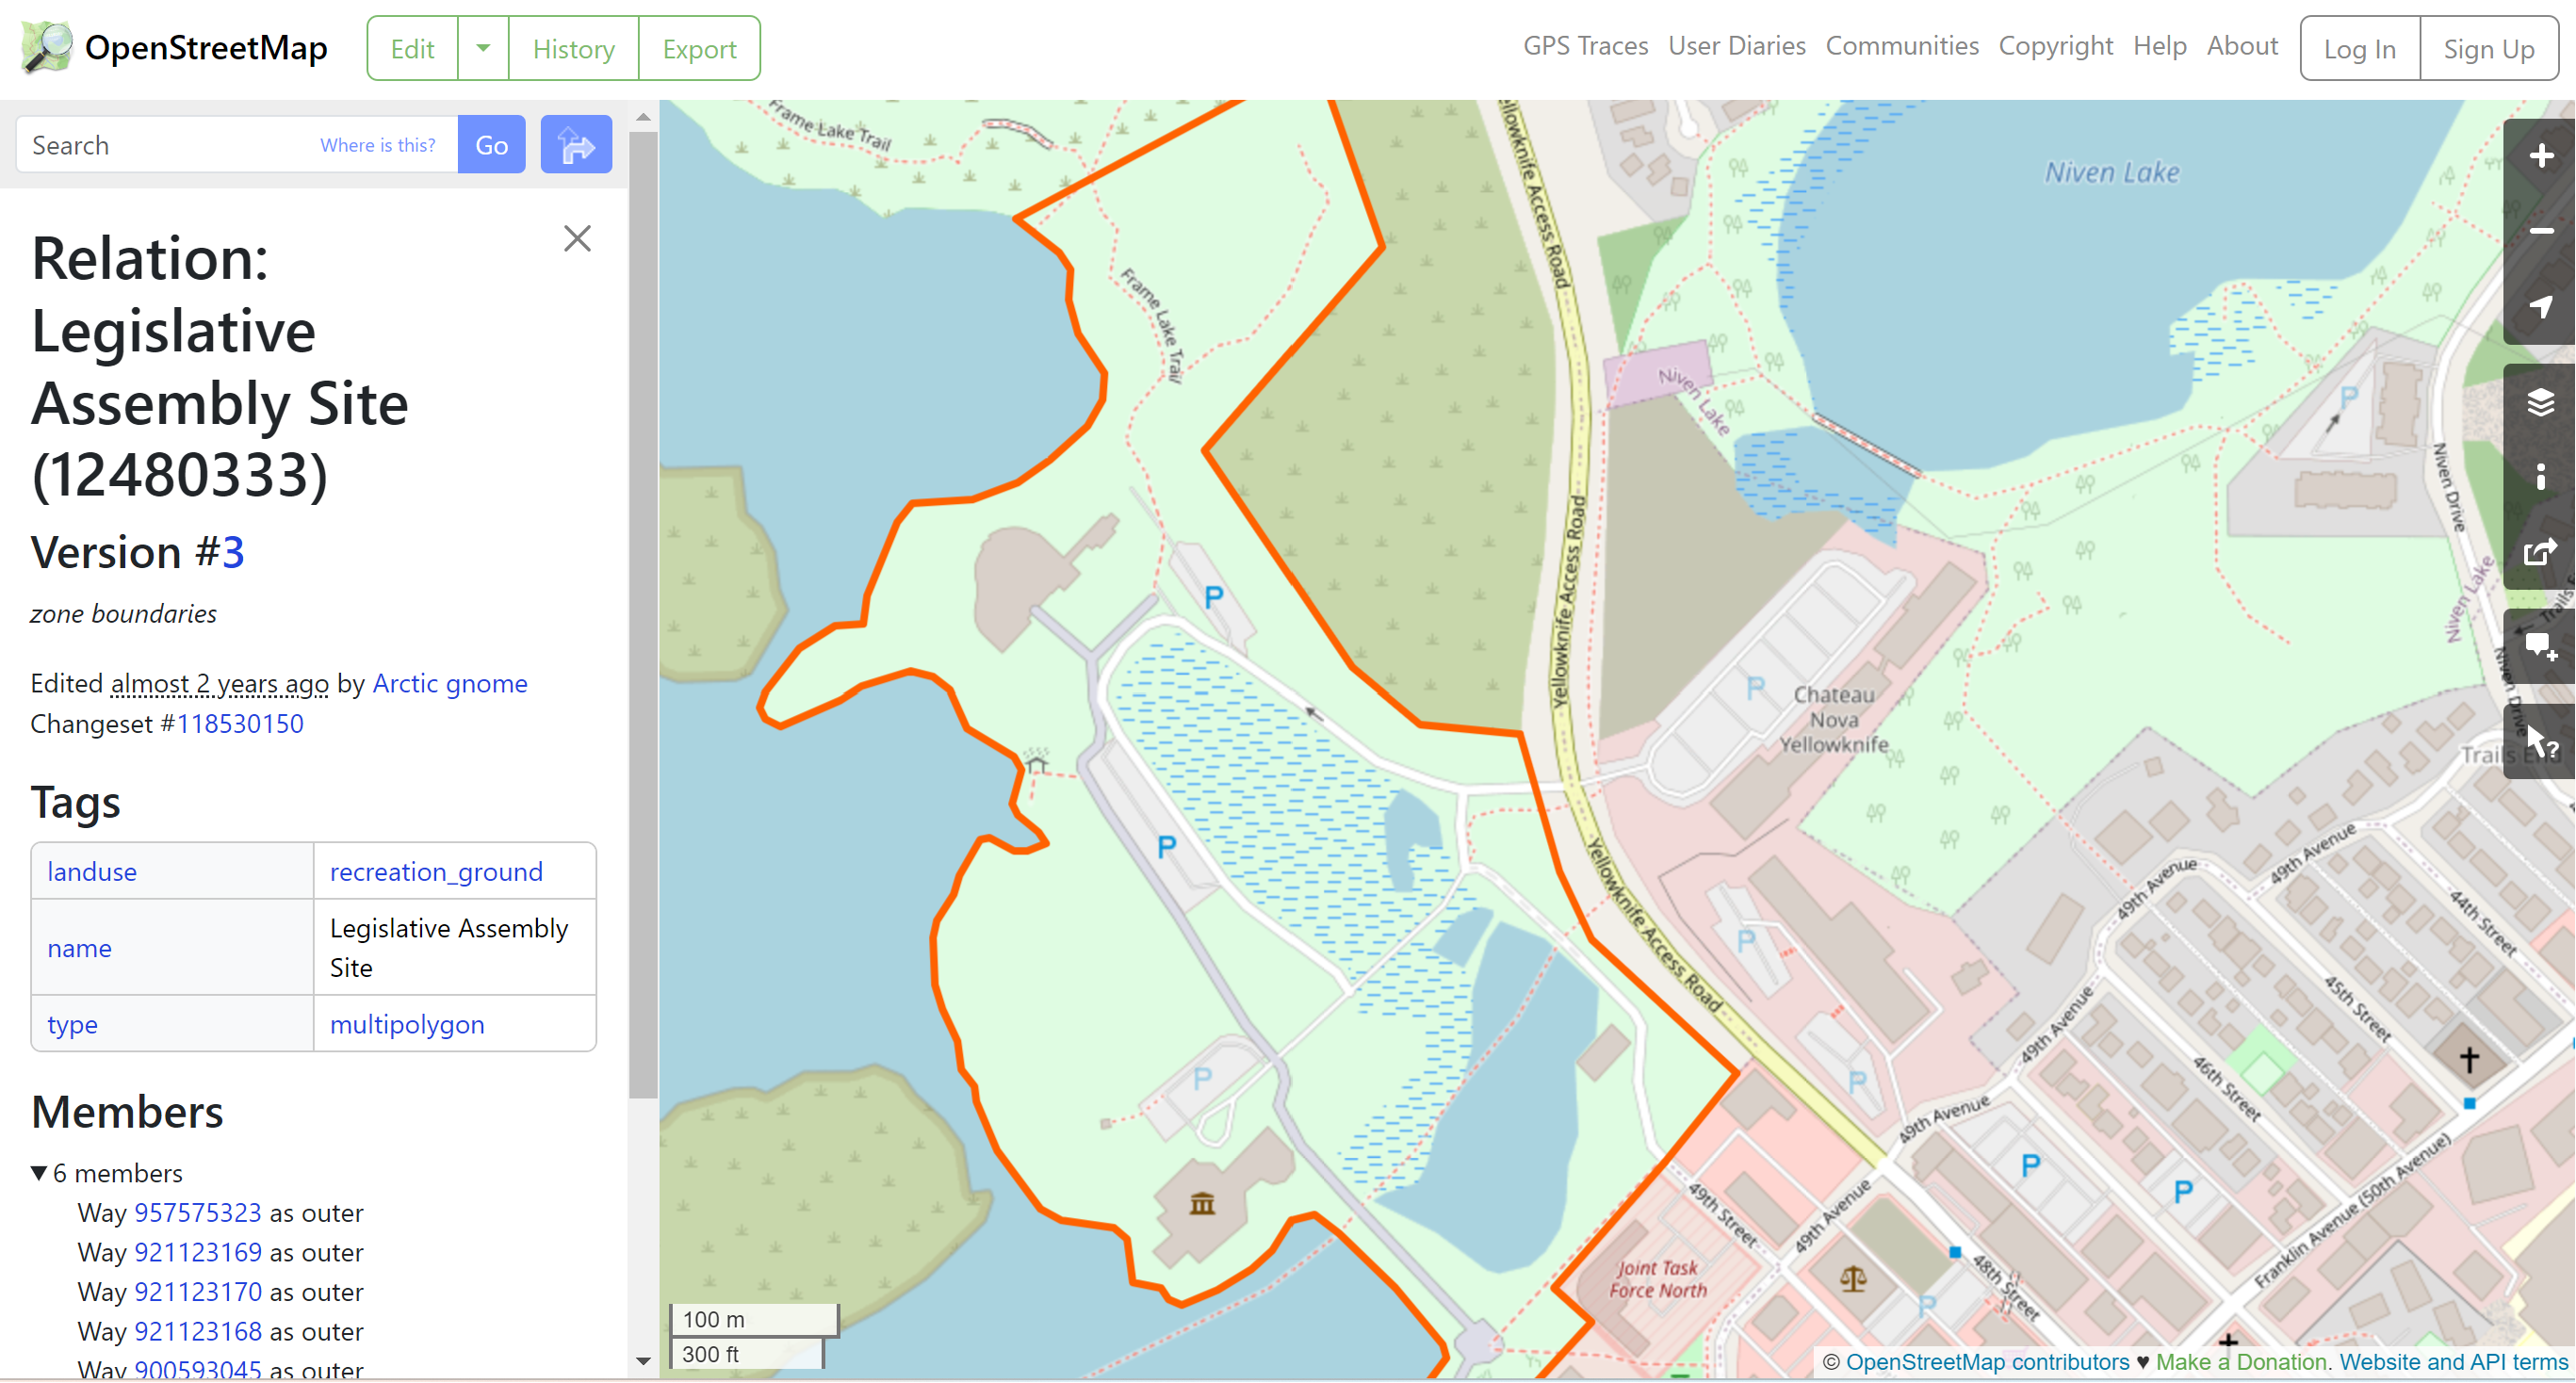 OpenStreetMap
Edit
History
Export
GPS Traces
User Diaries
Communities
Copyright
Help
About
Log In
Sign Up
Search
Where is this?
Go
Relation:
Legislative
Assembly Site
(12480333)
Version #3
zone boundaries
Edited almost 2 years ago by Arctic gnome
Changeset #118530150
Tags
landuse
recreation_ground
name
Legislative Assembly
Site
type
multipolygon
Members
▼ 6 members
Way 957575323 as outer
Way 921123169 as outer
Way 921123170 as outer
Way 921123168 as outer
Way 900593045 as outer
Frame Lake Trail
Frame Lake Trail
Yellowknife Access Road
Yellowknife Access Road
Yellowknife Access Road
Niven Lake
Niven Lake
Niven Drive
Niven Lake
Niven Drive
Trails End
P
P
P
P
P
P
P
P
P
P
Chateau
Nova
Yellowknife
49th Avenue
49th Avenue
49th Avenue
49th Avenue
49th Avenue
44th Street
45th Street
46th Street
48th Street
49th Street
Franklin Avenue (50th Avenue)
Joint Task
Force North
100 m
300 ft
© OpenStreetMap contributors ♥ Make a Donation. Website and API terms